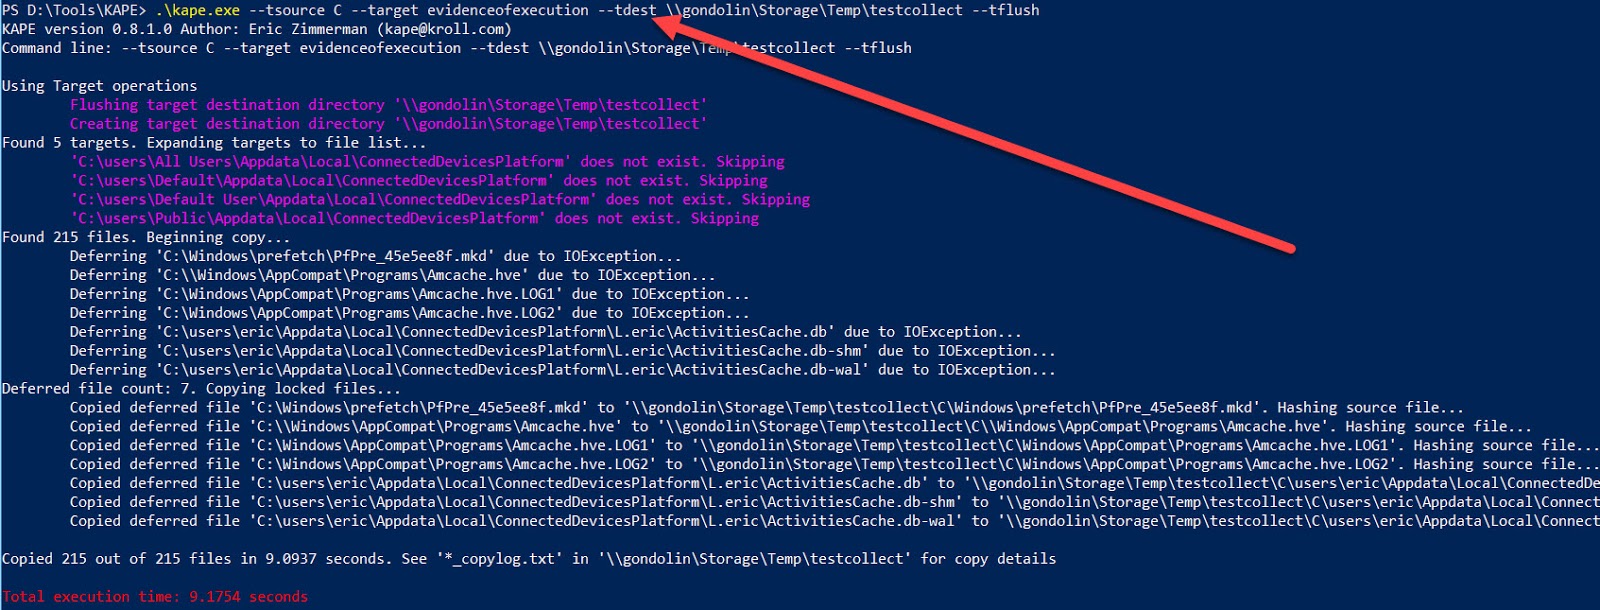 PS D:\Tools\KAPE> .\kape.exe --tsource C --target evidenceofexecution --tdest \\gondolin\Storage\Temp\testcollect --tflush
KAPE version 0.8.1.0 Author: Eric Zimmerman (kape@kroll.com)
Command line: --tsource C --target evidenceofexecution --tdest \\gondolin\Storage\Temp\testcollect --tflush
Using Target operations
Flushing target destination directory '\\gondolin\Storage\Temp\testcollect'
Creating target destination directory '\\gondolin\Storage\Temp\testcollect'
Found 5 targets. Expanding targets to file list...
'C:\users\All Users\Appdata\Local\ConnectedDevicesPlatform' does not exist. Skipping
'C:\users\Default\Appdata\Local\ConnectedDevicesPlatform' does not exist. Skipping
'C:\users\Default User\AppData\Local\ConnectedDevicesPlatform' does not exist. Skipping
'C:\users\Public\Appdata\Local\ConnectedDevicesPlatform' does not exist. Skipping
Found 215 files. Beginning copy...
Deferring 'C:\Windows\prefetch\PfPre_45e5ee8f.mkd' due to IOException...
Deferring 'C:\\Windows\AppCompat\Programs\Amcache.hve' due to IOException...
Deferring 'C:\Windows\AppCompat\Programs\Amcache.hve.LOG1' due to IOException...
Deferring 'C:\Windows\AppCompat\Programs\Amcache.hve.LOG2' due to IOException...
Deferring 'C:\users\eric\Appdata\Local\ConnectedDevicesPlatform\L.eric\ActivitiesCache.db' due to IOException...
Deferring 'C:\users\eric\Appdata\Local\ConnectedDevicesPlatform\L.eric\ActivitiesCache.db-shm' due to IOException...
Deferring 'C:\users\eric\Appdata\Local\ConnectedDevicesPlatform\L.eric\ActivitiesCache.db-wal' due to IOException...
Deferred file count: 7. Copying locked files...
Copied deferred file 'C:\Windows\prefetch\PfPre_45e5ee8f.mkd' to '\\gondolin\Storage\Temp\testcollect\C\Windows\prefetch\PfPre_45e5ee8f.mkd'. Hashing source file...
Copied deferred file 'C:\\Windows\AppCompat\Programs\Amcache.hve' to '\\gondolin\Storage\Temp\testcollect\C\\Windows\AppCompat\Programs\Amcache.hve'. Hashing source file...
Copied deferred file 'C:\Windows\AppCompat\Programs\Amcache.hve.LOG1' to '\\gondolin\Storage\Temp\testcollect\C\Windows\AppCompat\Programs\Amcache.hve.LOG1'. Hashing source file...
Copied deferred file 'C:\Windows\AppCompat\Programs\Amcache.hve.LOG2' to '\\gondolin\Storage\Temp\testcollect\C\Windows\AppCompat\Programs\Amcache.hve.LOG2'. Hashing source file...
Copied deferred file 'C:\users\eric\Appdata\Local\ConnectedDevicesPlatform\L.eric\ActivitiesCache.db' to '\\gondolin\Storage\Temp\testcollect\C\users\eric\Appdata\Local\ConnectedDe
Copied deferred file 'C:\users\eric\Appdata\Local\ConnectedDevicesPlatform\L.eric\ActivitiesCache.db-shm' to '\\gondolin\Storage\Temp\testcollect\C\users\eric\Appdata\Local\Connect
Copied deferred file 'C:\users\eric\Appdata\Local\ConnectedDevicesPlatform\L.eric\ActivitiesCache.db-wal' to '\\gondolin\Storage\Temp\testcollect\C\users\eric\Appdata\Local\Connect
Copied 215 out of 215 files in 9.0937 seconds. See '*_copylog.txt' in '\\gondolin\Storage\Temp\testcollect' for copy details
Total execution time: 9.1754 seconds